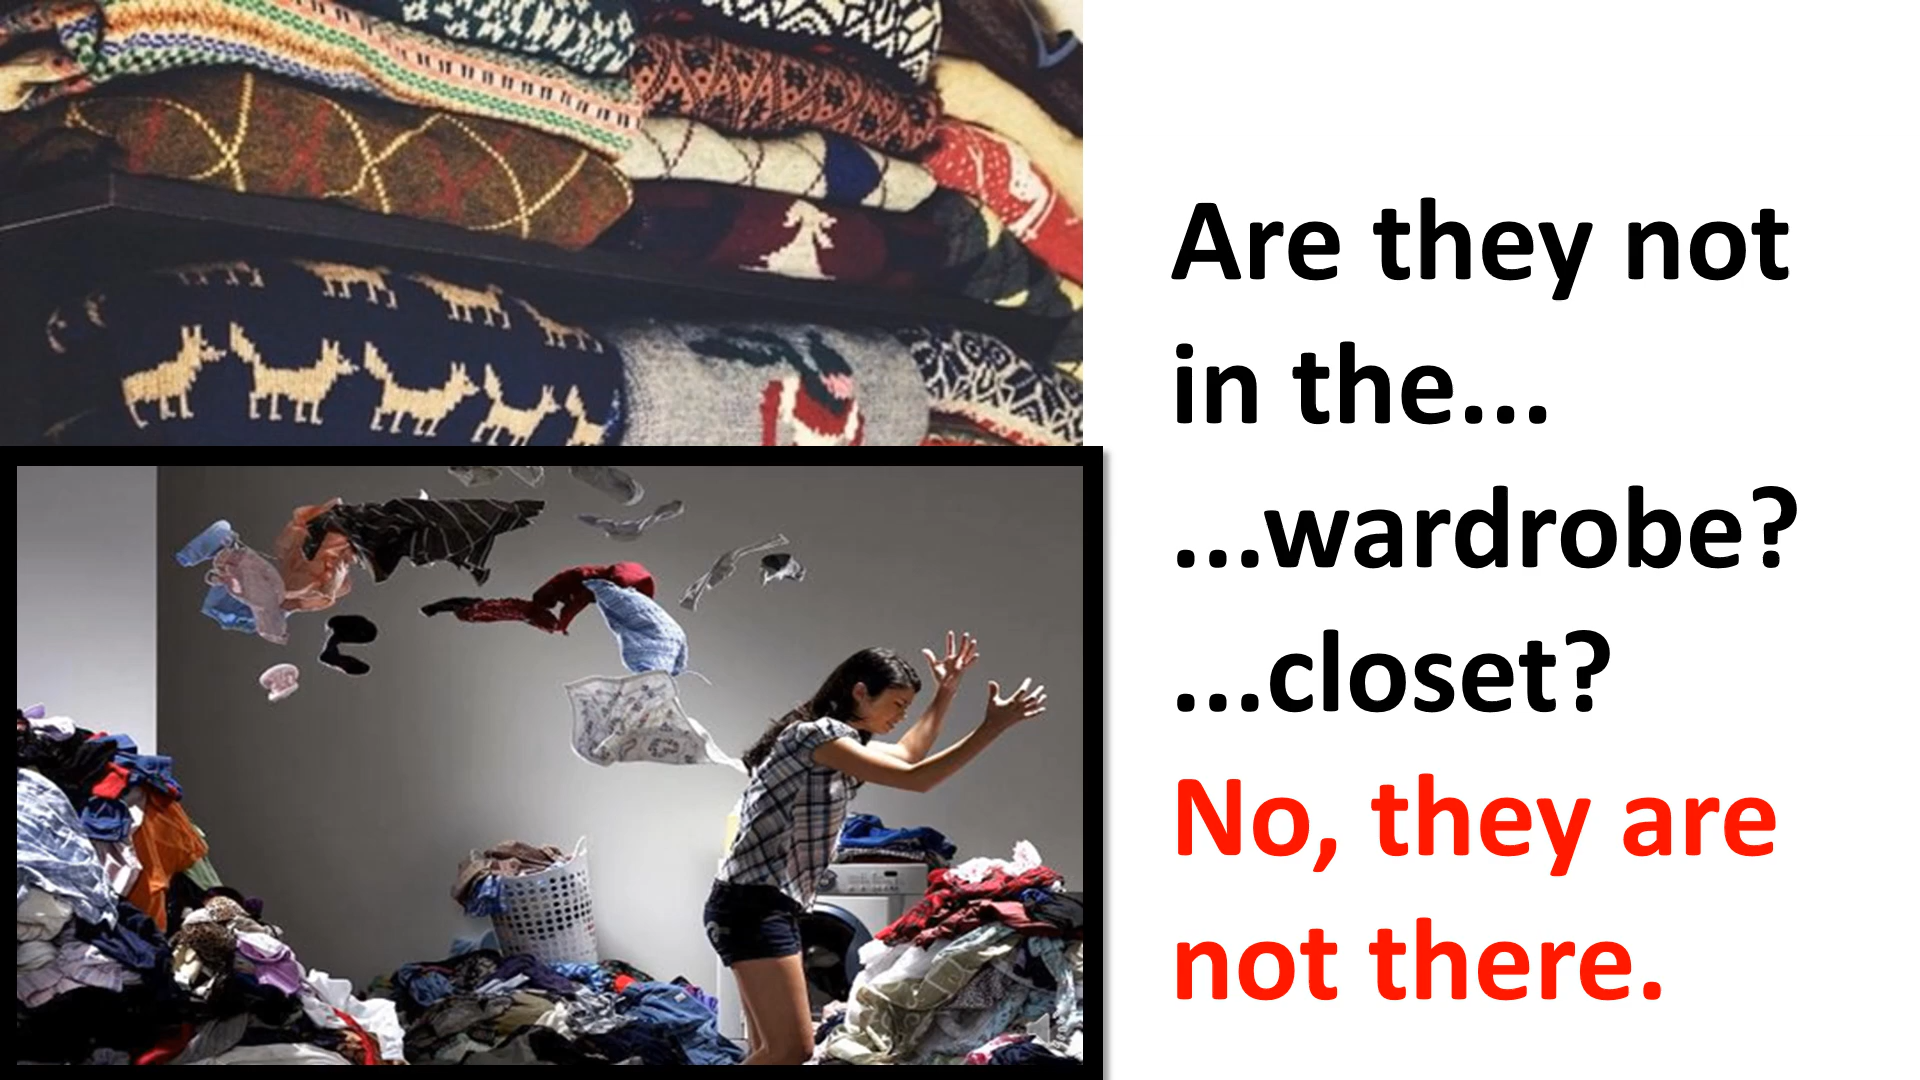 Are they not
in the...
...wardrobe?
...closet?
No, they are
not there.